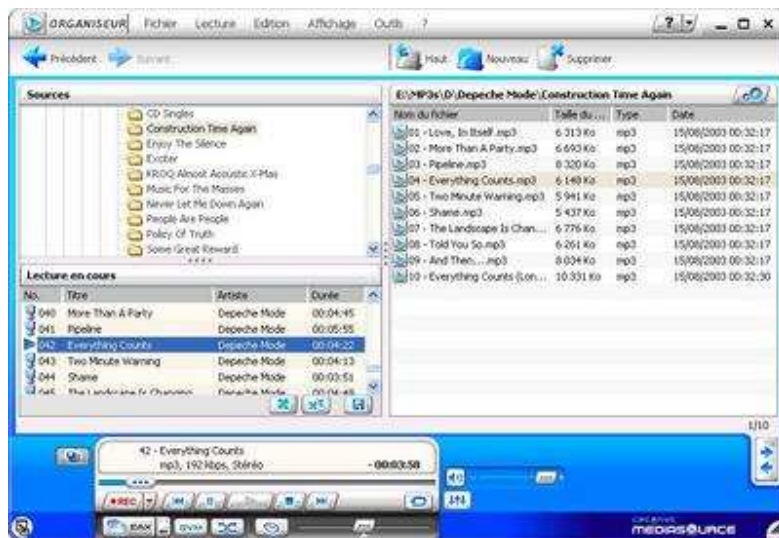 ORGANISEUR Fichier Lecture Edition Affichage Outils ?
Précédent Suivant Haut Nouveau Supprimer
Sources
CD Singles
Construction Time Again
Enjoy The Silence
Exciter
KROQ Almost Acoustic X-Mas
Music For The Masses
Never Let Me Down Again
People Are People
Policy Of Truth
Some Great Reward
Lecture en cours
No. Titre Artiste Durée
040 More Than A Party Depeche Mode 00:04:45
041 Pipeline Depeche Mode 00:05:55
042 Everything Counts Depeche Mode 00:04:22
043 Two Minute Warning Depeche Mode 00:04:13
044 Shame Depeche Mode 00:03:51
045 The Landscape Is Changing Depeche Mode
E:\MP3s\D\Depeche Mode\Construction Time Again
Nom du fichier Taille du ... Type Date
01 - Love, In Itself.mp3 6 313 Ko mp3 15/08/2003 00:32:17
02 - More Than A Party.mp3 6 693 Ko mp3 15/08/2003 00:32:17
03 - Pipeline.mp3 8 320 Ko mp3 15/08/2003 00:32:17
04 - Everything Counts.mp3 6 148 Ko mp3 15/08/2003 00:32:17
05 - Two Minute Warning.mp3 5 941 Ko mp3 15/08/2003 00:32:17
06 - Shame.mp3 5 437 Ko mp3 15/08/2003 00:32:17
07 - The Landscape Is Chan... 6 776 Ko mp3 15/08/2003 00:32:17
08 - Told You So.mp3 6 261 Ko mp3 15/08/2003 00:32:17
09 - And Then....mp3 8 034 Ko mp3 15/08/2003 00:32:17
10 - Everything Counts (Lon... 10 331 Ko mp3 15/08/2003 00:32:30
1/10
42 - Everything Counts
mp3, 192 kbps, Stéréo - 00:03:58
REC
EAX
CREATIVE
MEDIASOURCE